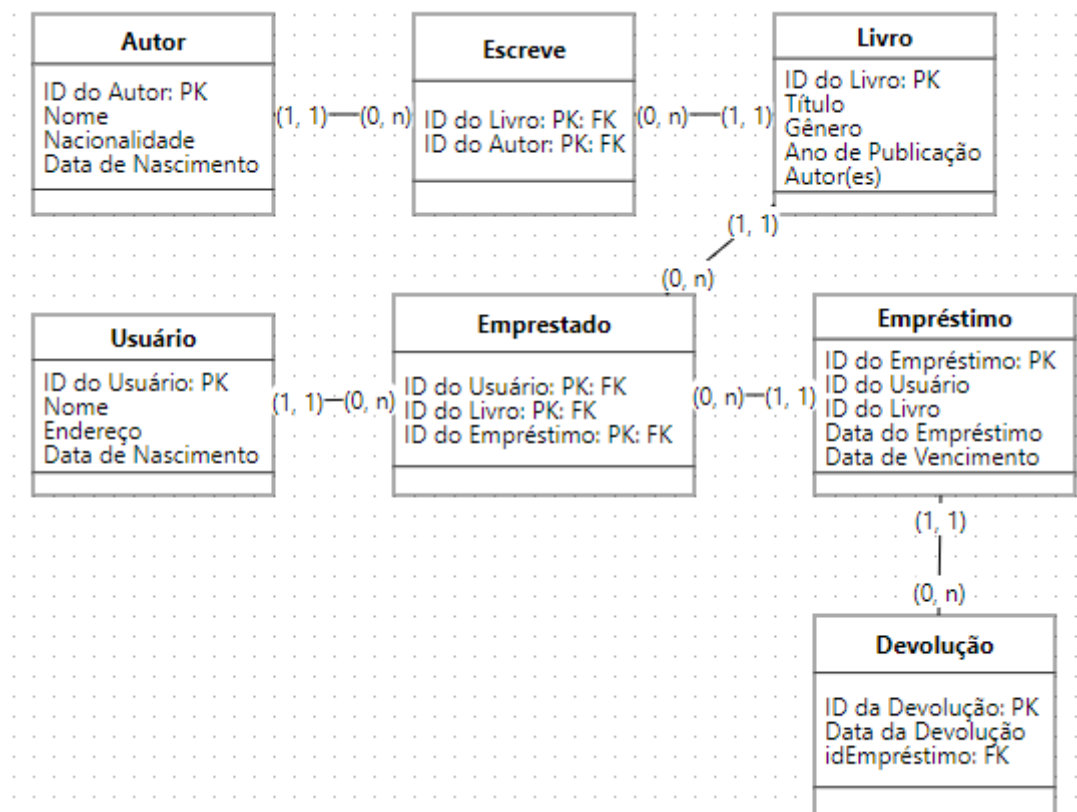 Autor
ID do Autor: PK
Nome
Nacionalidade
Data de Nascimento
(1, 1)
(0, n)
Escreve
ID do Livro: PK: FK
ID do Autor: PK: FK
(0, n)
(1, 1)
Livro
ID do Livro: PK
Título
Gênero
Ano de Publicação
Autor(es)
(1, 1)
(0, n)
Usuário
ID do Usuário: PK
Nome
Endereço
Data de Nascimento
(1, 1)
(0, n)
Emprestado
ID do Usuário: PK: FK
ID do Livro: PK: FK
ID do Empréstimo: PK: FK
(0, n)
(1, 1)
Empréstimo
ID do Empréstimo: PK
ID do Usuário
ID do Livro
Data do Empréstimo
Data de Vencimento
(1, 1)
(0, n)
Devolução
ID da Devolução: PK
Data da Devolução
idEmpréstimo: FK